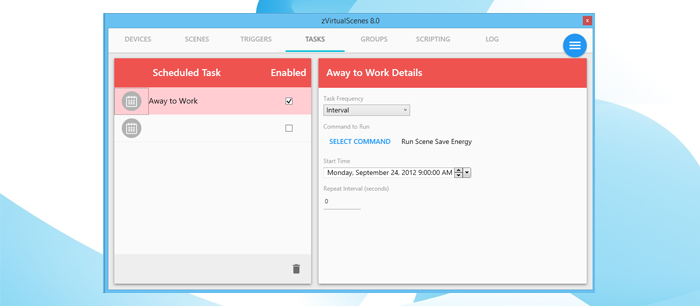 zVirtualScenes 8.0
x
DEVICES SCENES TRIGGERS TASKS GROUPS SCRIPTING LOG
Scheduled Task Enabled
Away to Work
Away to Work Details
Task Frequency
Interval
Command to Run
SELECT COMMAND Run Scene Save Energy
Start Time
Monday, September 24, 2012 9:00:00 AM
Repeat Interval (seconds)
0